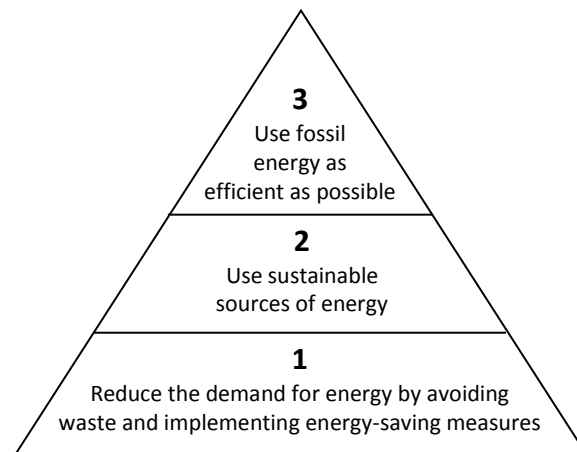 3
Use fossil
energy as
efficient as possible
2
Use sustainable
sources of energy
1
Reduce the demand for energy by avoiding
waste and implementing energy-saving measures